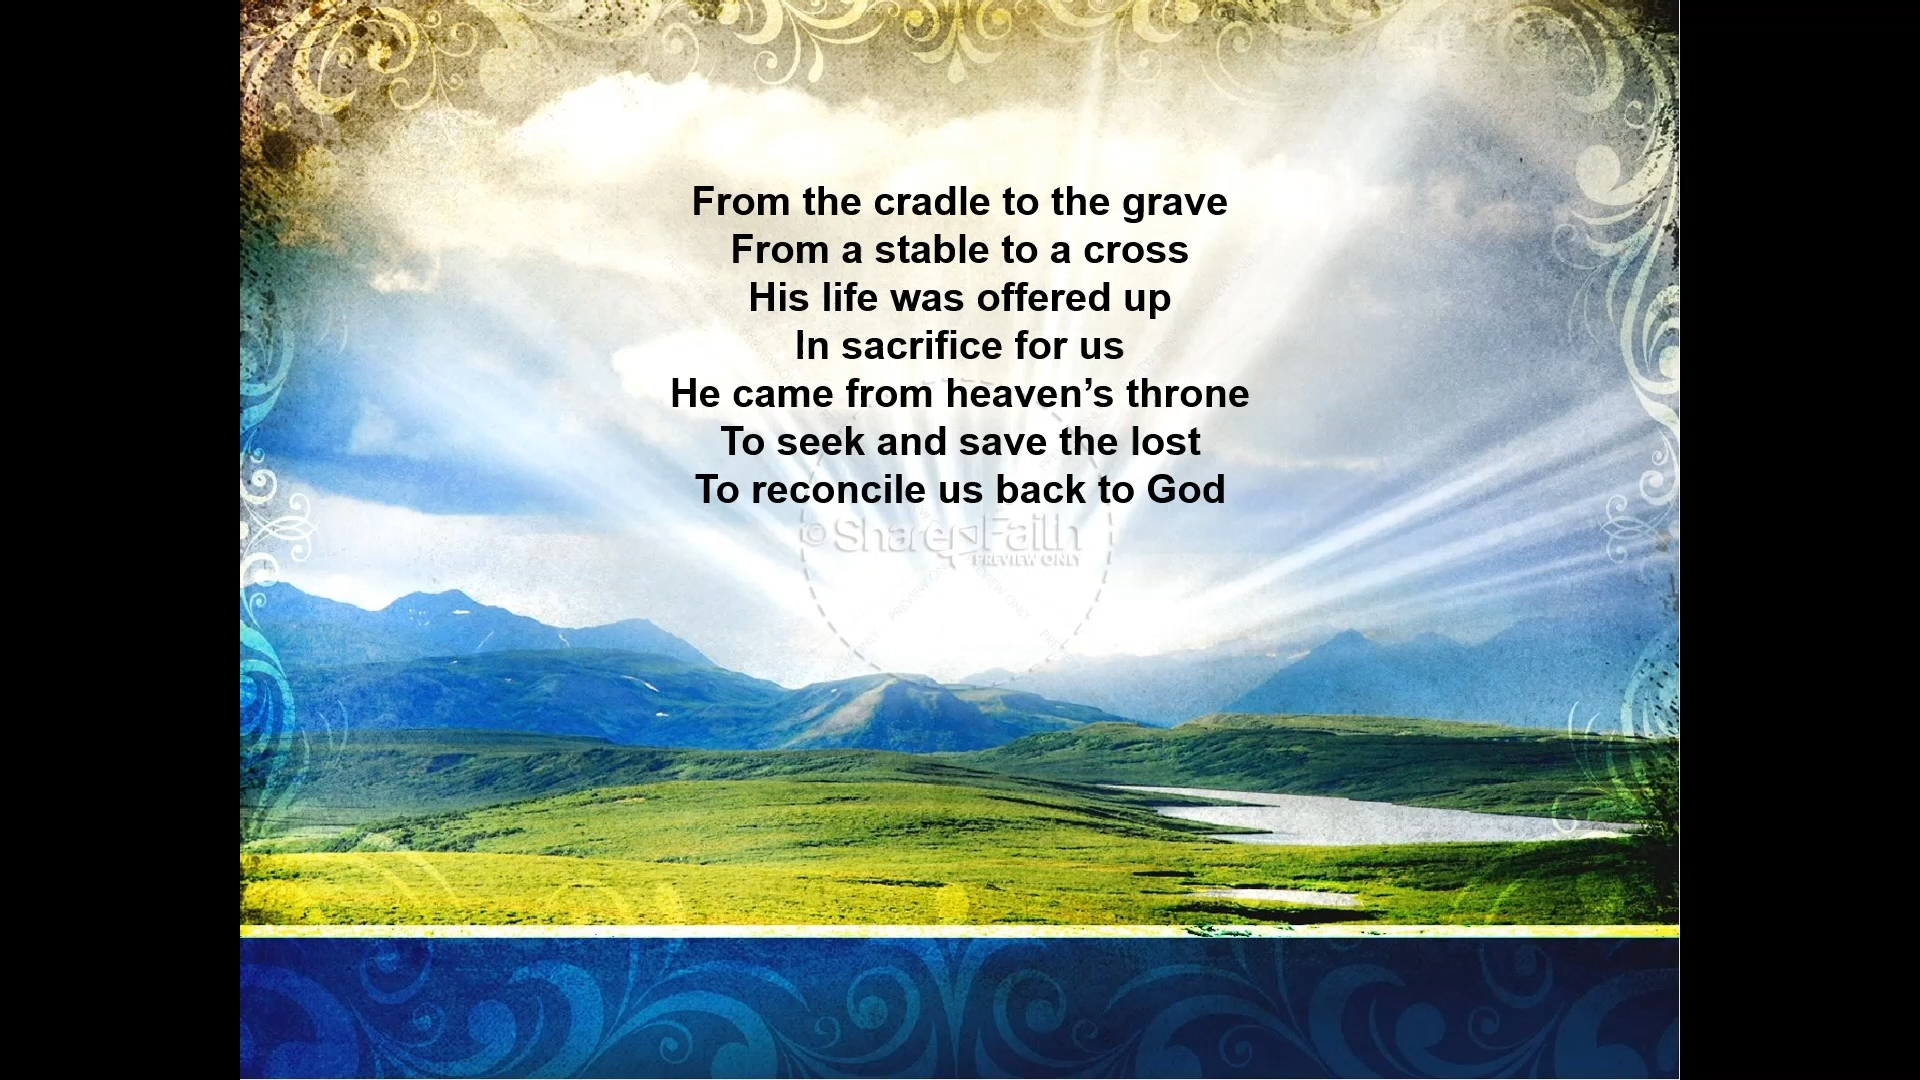 From the cradle to the grave
From a stable to a cross
His life was offered up
In sacrifice for us
He came from heaven’s throne
To seek and save the lost
To reconcile us back to God
© ShareFaith
PREVIEW ONLY